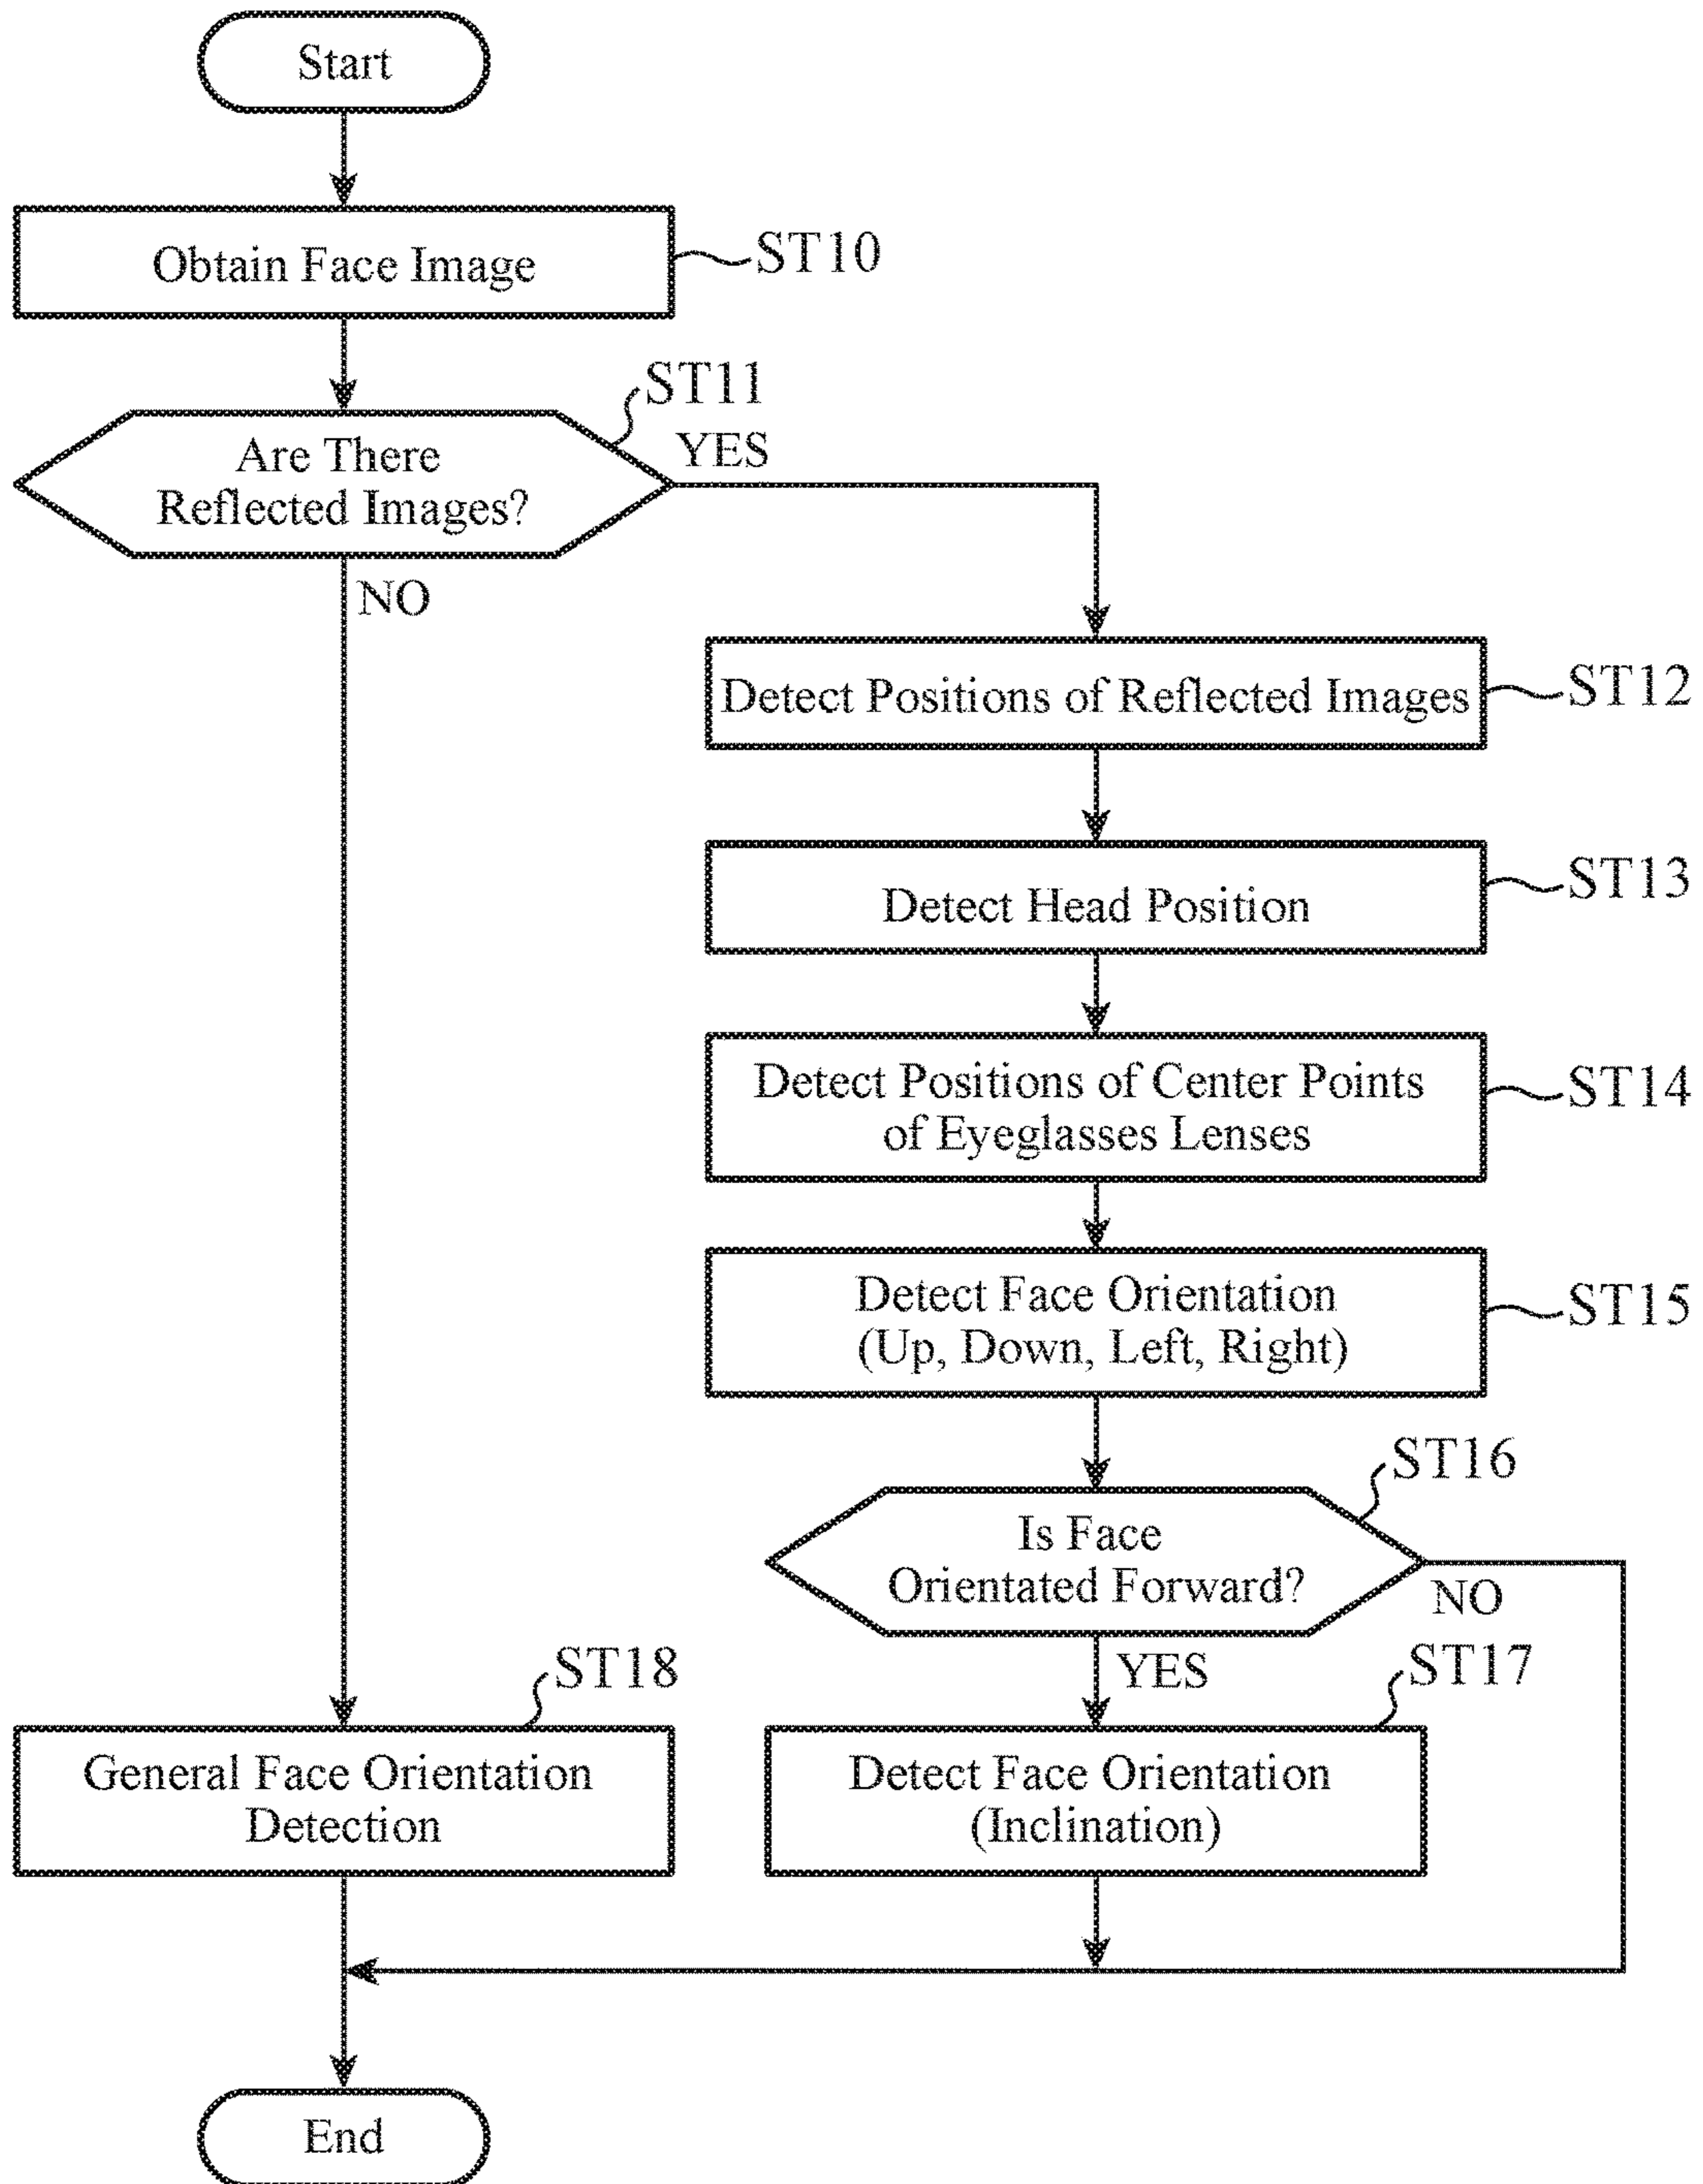 Start
Obtain Face Image
ST10
ST11
Are There
Reflected Images?
YES
NO
Detect Positions of Reflected Images
ST12
Detect Head Position
ST13
Detect Positions of Center Points
of Eyeglasses Lenses
ST14
Detect Face Orientation
(Up, Down, Left, Right)
ST15
ST16
Is Face
Orientated Forward?
NO
YES
ST17
ST18
General Face Orientation
Detection
Detect Face Orientation
(Inclination)
End